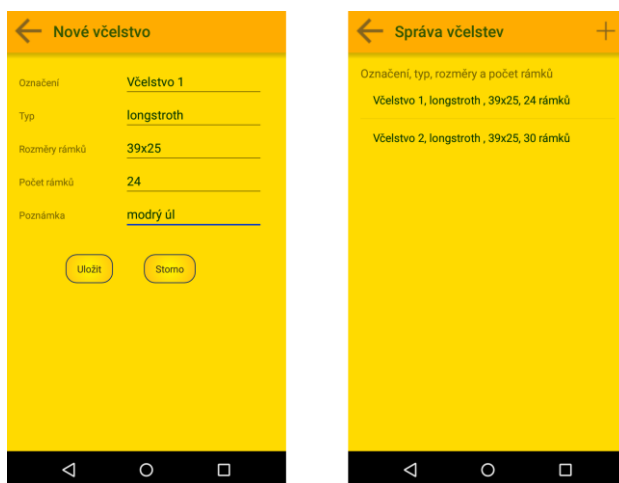 Nové včelstvo
Označení Včelstvo 1
Typ longstroth
Rozměry rámků 39x25
Počet rámků 24
Poznámka modrý úl
Uložit Storno
Správa včelstev
Označení, typ, rozměry a počet rámků
Včelstvo 1, longstroth , 39x25, 24 rámků
Včelstvo 2, longstroth , 39x25, 30 rámků